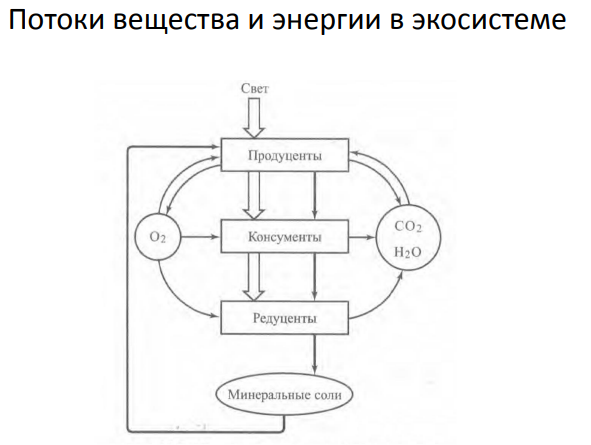 Потоки вещества и энергии в экосистеме
Свет
Продуценты
O2
Консументы
CO2
H2O
Редуценты
Минеральные соли